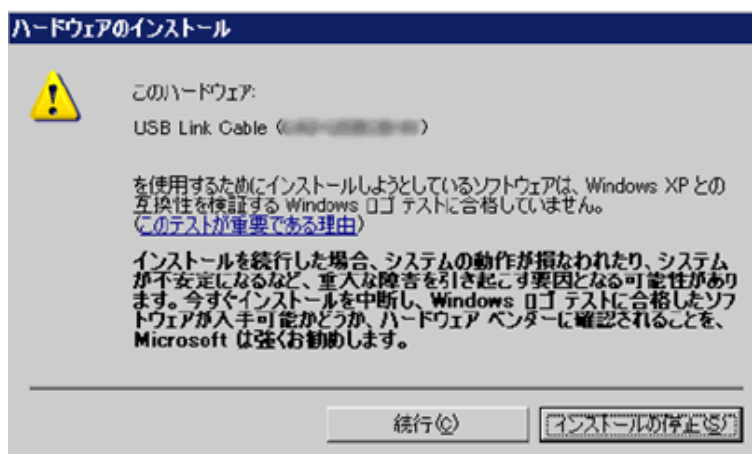 ハードウェアのインストール
このハードウェア:
USB Link Cable ( )
を使用するためにインストールしようとしているソフトウェアは、Windows XP との
互換性を検証する Windows ロゴ テストに合格していません。
(このテストが重要である理由)
インストールを続行した場合、システムの動作が損なわれたり、システム
が不安定になるなど、重大な障害を引き起こす要因となる可能性があり
ます。今すぐインストールを中断し、Windows ロゴ テストに合格したソフ
トウェアが入手可能かどうか、ハードウェア ベンダーに確認されることを、
Microsoft は強くお勧めします。
続行(C)
インストールの停止(S)